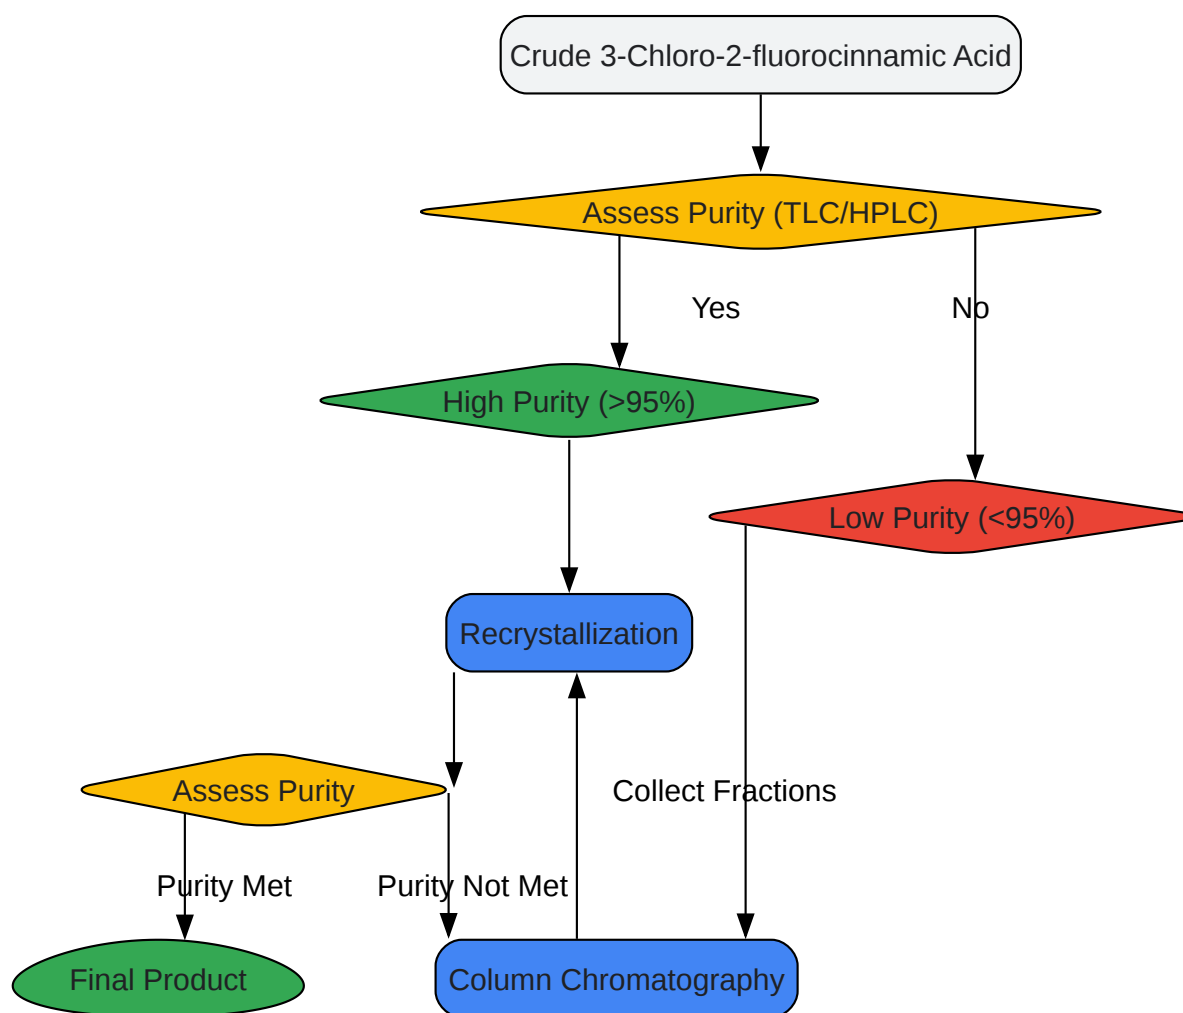 Crude 3-Chloro-2-fluorocinnamic Acid
Assess Purity (TLC/HPLC)
Yes
No
High Purity (>95%)
Low Purity (<95%)
Recrystallization
Assess Purity
Collect Fractions
Purity Met
Purity Not Met
Final Product
Column Chromatography